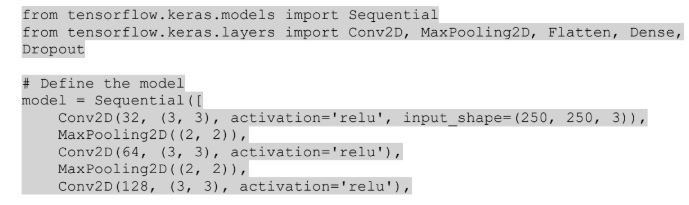 from tensorflow.keras.models import Sequential
from tensorflow.keras.layers import Conv2D, MaxPooling2D, Flatten, Dense,
Dropout

# Define the model
model = Sequential([
    Conv2D(32, (3, 3), activation='relu', input_shape=(250, 250, 3)),
    MaxPooling2D((2, 2)),
    Conv2D(64, (3, 3), activation='relu'),
    MaxPooling2D((2, 2)),
    Conv2D(128, (3, 3), activation='relu'),